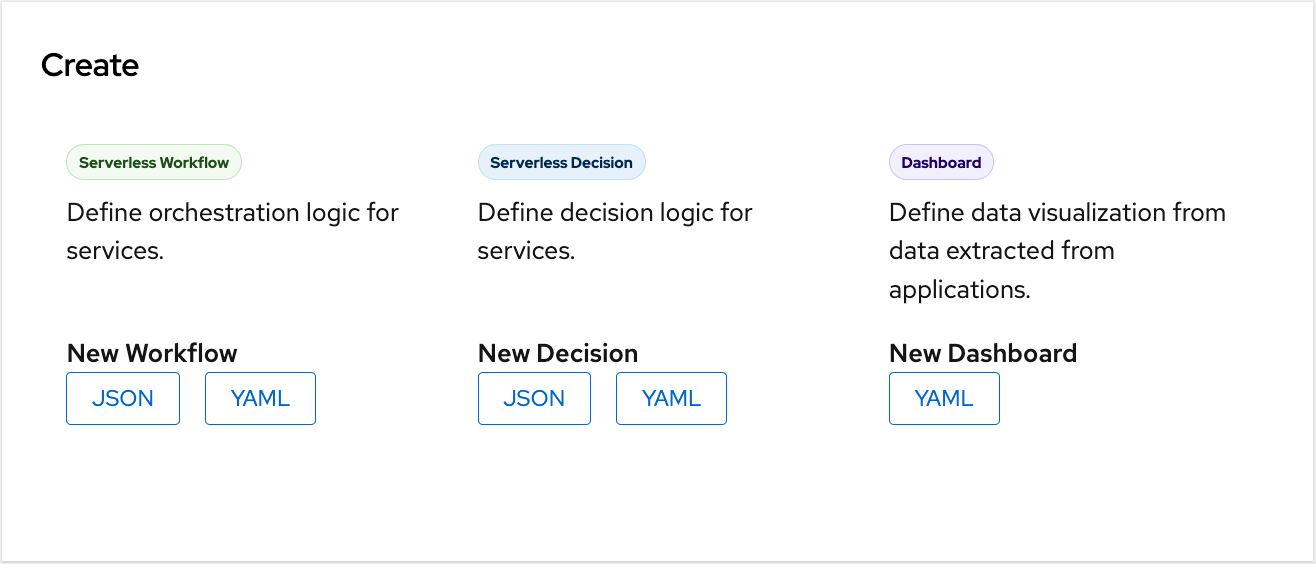 Create
Serverless Workflow
Define orchestration logic for
services.
New Workflow
JSON YAML
Serverless Decision
Define decision logic for
services.
New Decision
JSON YAML
Dashboard
Define data visualization from
data extracted from
applications.
New Dashboard
YAML